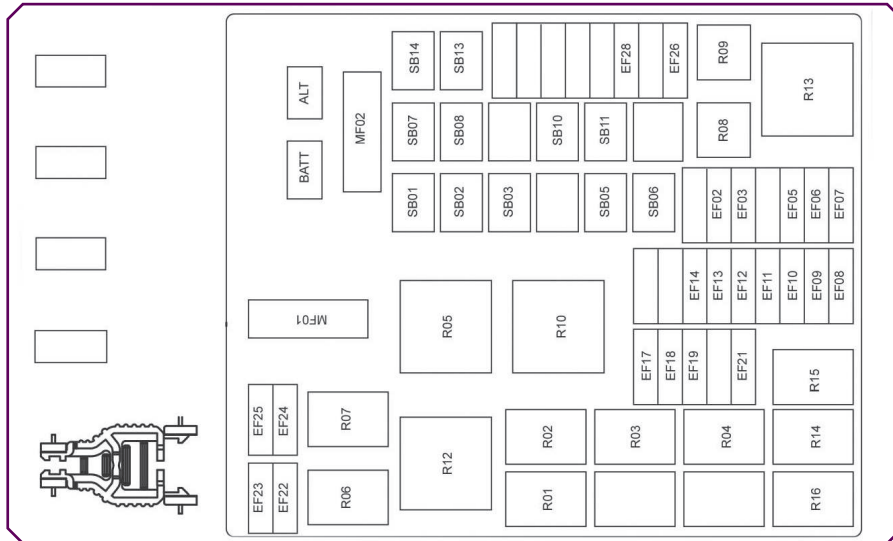 SB14
SB13
EF28
EF26
R09
R13
ALT
MF02
SB07
SB08
SB10
SB11
R08
BATT
SB01
SB02
SB03
SB05
SB06
EF02
EF03
EF05
EF06
EF07
EF14
EF13
EF12
EF11
EF10
EF09
EF08
MF01
R05
R10
EF17
EF18
EF19
EF21
R15
EF25
EF24
R07
R12
R02
R03
R04
R14
EF23
EF22
R06
R01
R16